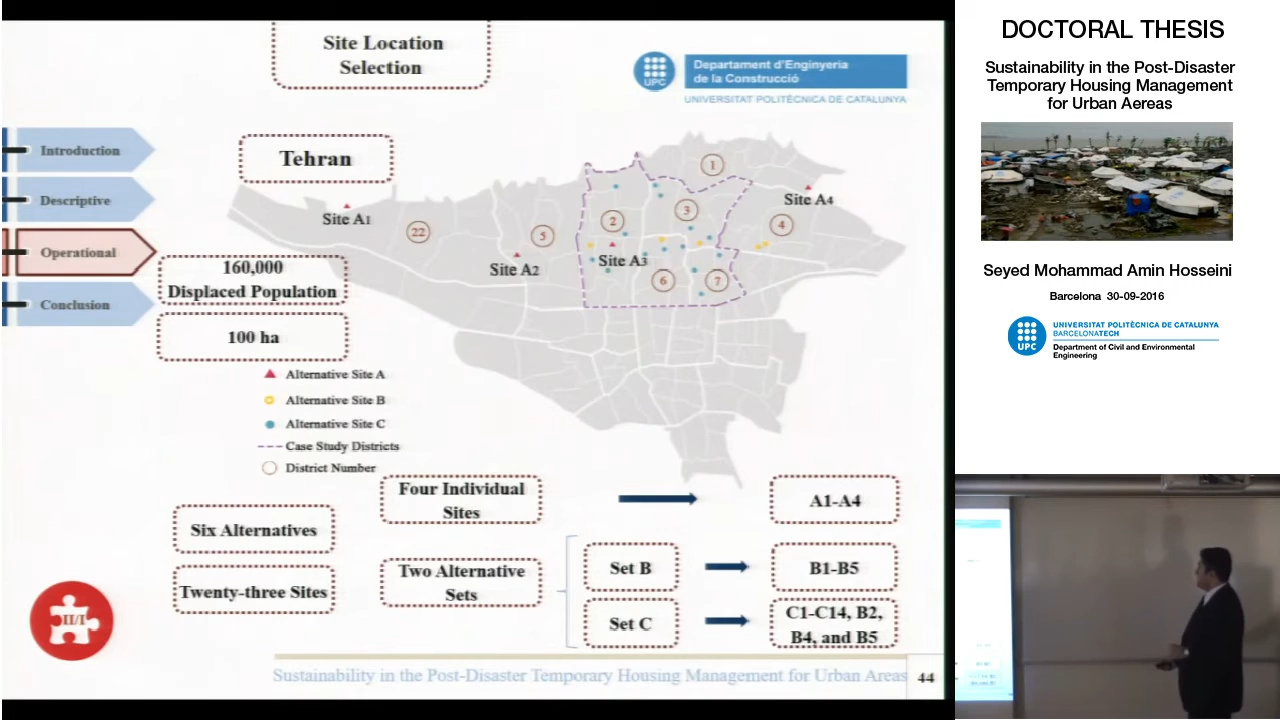 Site Location
Selection
UPC
Departament d'Enginyeria
de la Construcció
UNIVERSITAT POLITÈCNICA DE CATALUNYA
Introduction
Descriptive
Operational
Conclusion
Tehran
160,000
Displaced Population
100 ha
Site A1
22
5
Site A2
2
Site A3
3
1
6
7
4
Site A4
Alternative Site A
Alternative Site B
Alternative Site C
Case Study Districts
District Number
Six Alternatives
Twenty-three Sites
Four Individual
Sites
A1-A4
Two Alternative
Sets
Set B
B1-B5
Set C
C1-C14, B2,
B4, and B5
II/I
Sustainability in the Post-Disaster Temporary Housing Management for Urban Areas
44
DOCTORAL THESIS
Sustainability in the Post-Disaster
Temporary Housing Management
for Urban Aereas
Seyed Mohammad Amin Hosseini
Barcelona 30-09-2016
UPC
UNIVERSITAT POLITÈCNICA DE CATALUNYA
BARCELONATECH
Department of Civil and Environmental
Engineering